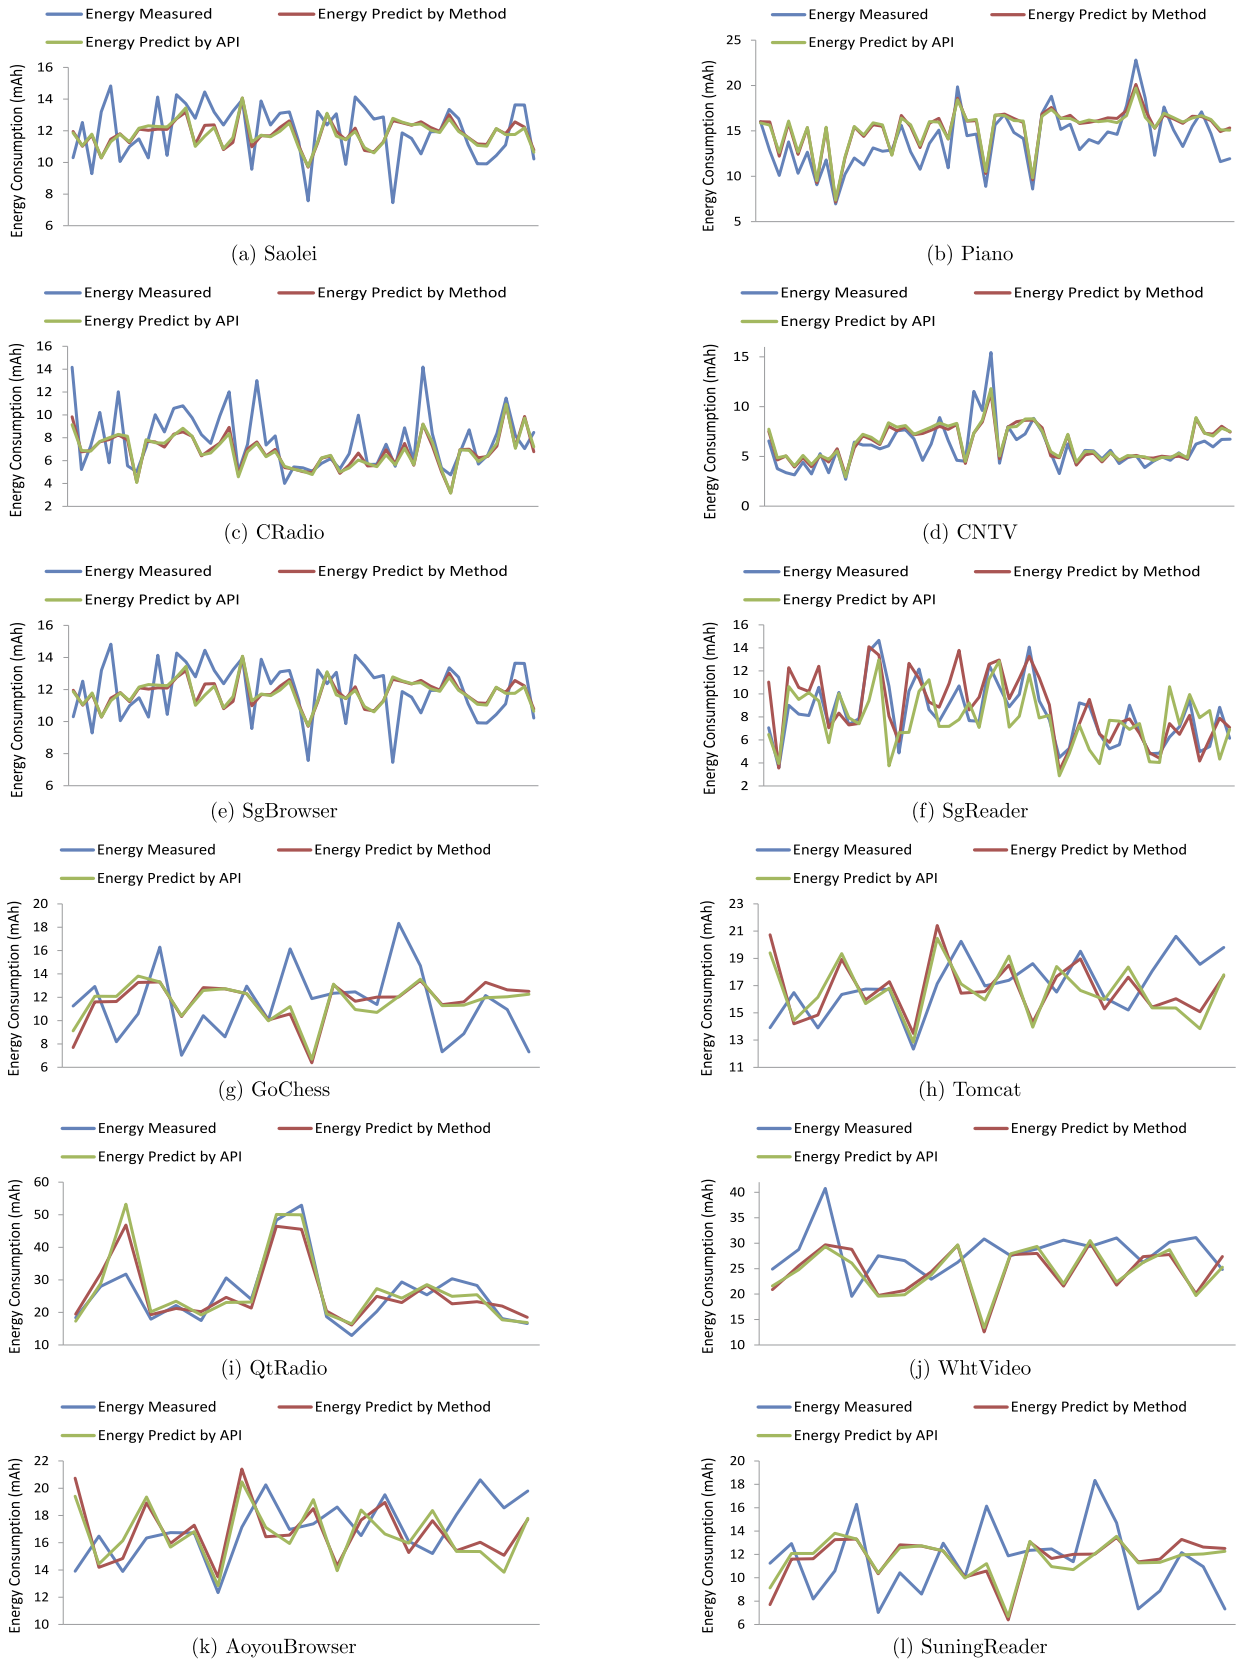 Energy Measured Energy Predict by Method
Energy Predict by API
Energy Consumption (mAh)
16
14
12
10
8
6
(a) Saolei
Energy Measured Energy Predict by Method
Energy Predict by API
Energy Consumption (mAh)
25
20
15
10
5
(b) Piano
Energy Measured Energy Predict by Method
Energy Predict by API
Energy Consumption (mAh)
16
14
12
10
8
6
4
2
(c) CRadio
Energy Measured Energy Predict by Method
Energy Predict by API
Energy Consumption (mAh)
15
10
5
0
(d) CNTV
Energy Measured Energy Predict by Method
Energy Predict by API
Energy Consumption (mAh)
16
14
12
10
8
6
(e) SgBrowser
Energy Measured Energy Predict by Method
Energy Predict by API
Energy Consumption (mAh)
16
14
12
10
8
6
4
2
(f) SgReader
Energy Measured Energy Predict by Method
Energy Predict by API
Energy Consumption (mAh)
20
18
16
14
12
10
8
6
(g) GoChess
Energy Measured Energy Predict by Method
Energy Predict by API
Energy Consumption (mAh)
23
21
19
17
15
13
11
(h) Tomcat
Energy Measured Energy Predict by Method
Energy Predict by API
Energy Consumption (mAh)
60
50
40
30
20
10
(i) QtRadio
Energy Measured Energy Predict by Method
Energy Predict by API
Energy Consumption (mAh)
40
35
30
25
20
15
10
(j) WhtVideo
Energy Measured Energy Predict by Method
Energy Predict by API
Energy Consumption (mAh)
22
20
18
16
14
12
10
(k) AoyouBrowser
Energy Measured Energy Predict by Method
Energy Predict by API
Energy Consumption (mAh)
20
18
16
14
12
10
8
6
(l) SuningReader